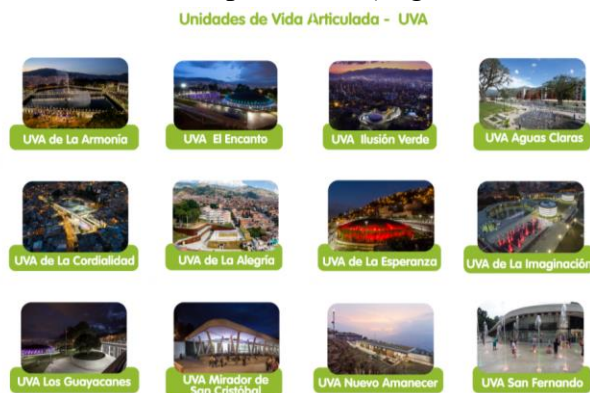 Unidades de Vida Articulada - UVA
UVA de La Armonía
UVA El Encanto
UVA Ilusión Verde
UVA Aguas Claras
UVA de La Cordialidad
UVA de La Alegría
UVA de La Esperanza
UVA de La Imaginación
UVA Los Guayacanes
UVA Mirador de
San Cristóbal
UVA Nuevo Amanecer
UVA San Fernando